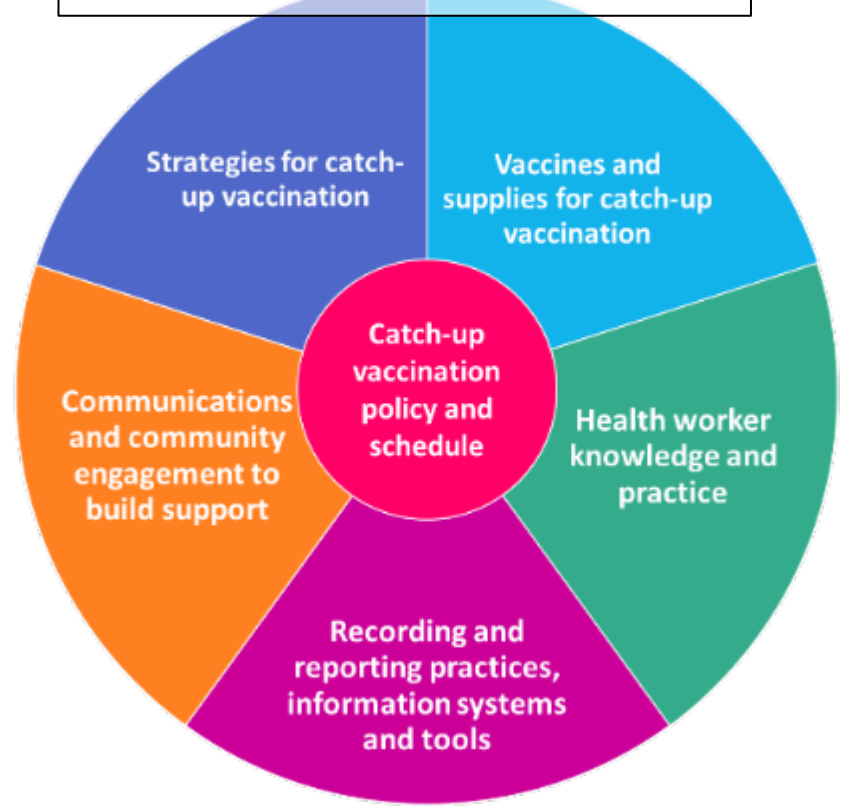 Strategies for catch-
up vaccination
Vaccines and
supplies for catch-up
vaccination
Catch-up
vaccination
policy and
schedule
Communications
and community
engagement to
build support
Health worker
knowledge and
practice
Recording and
reporting practices,
information systems
and tools